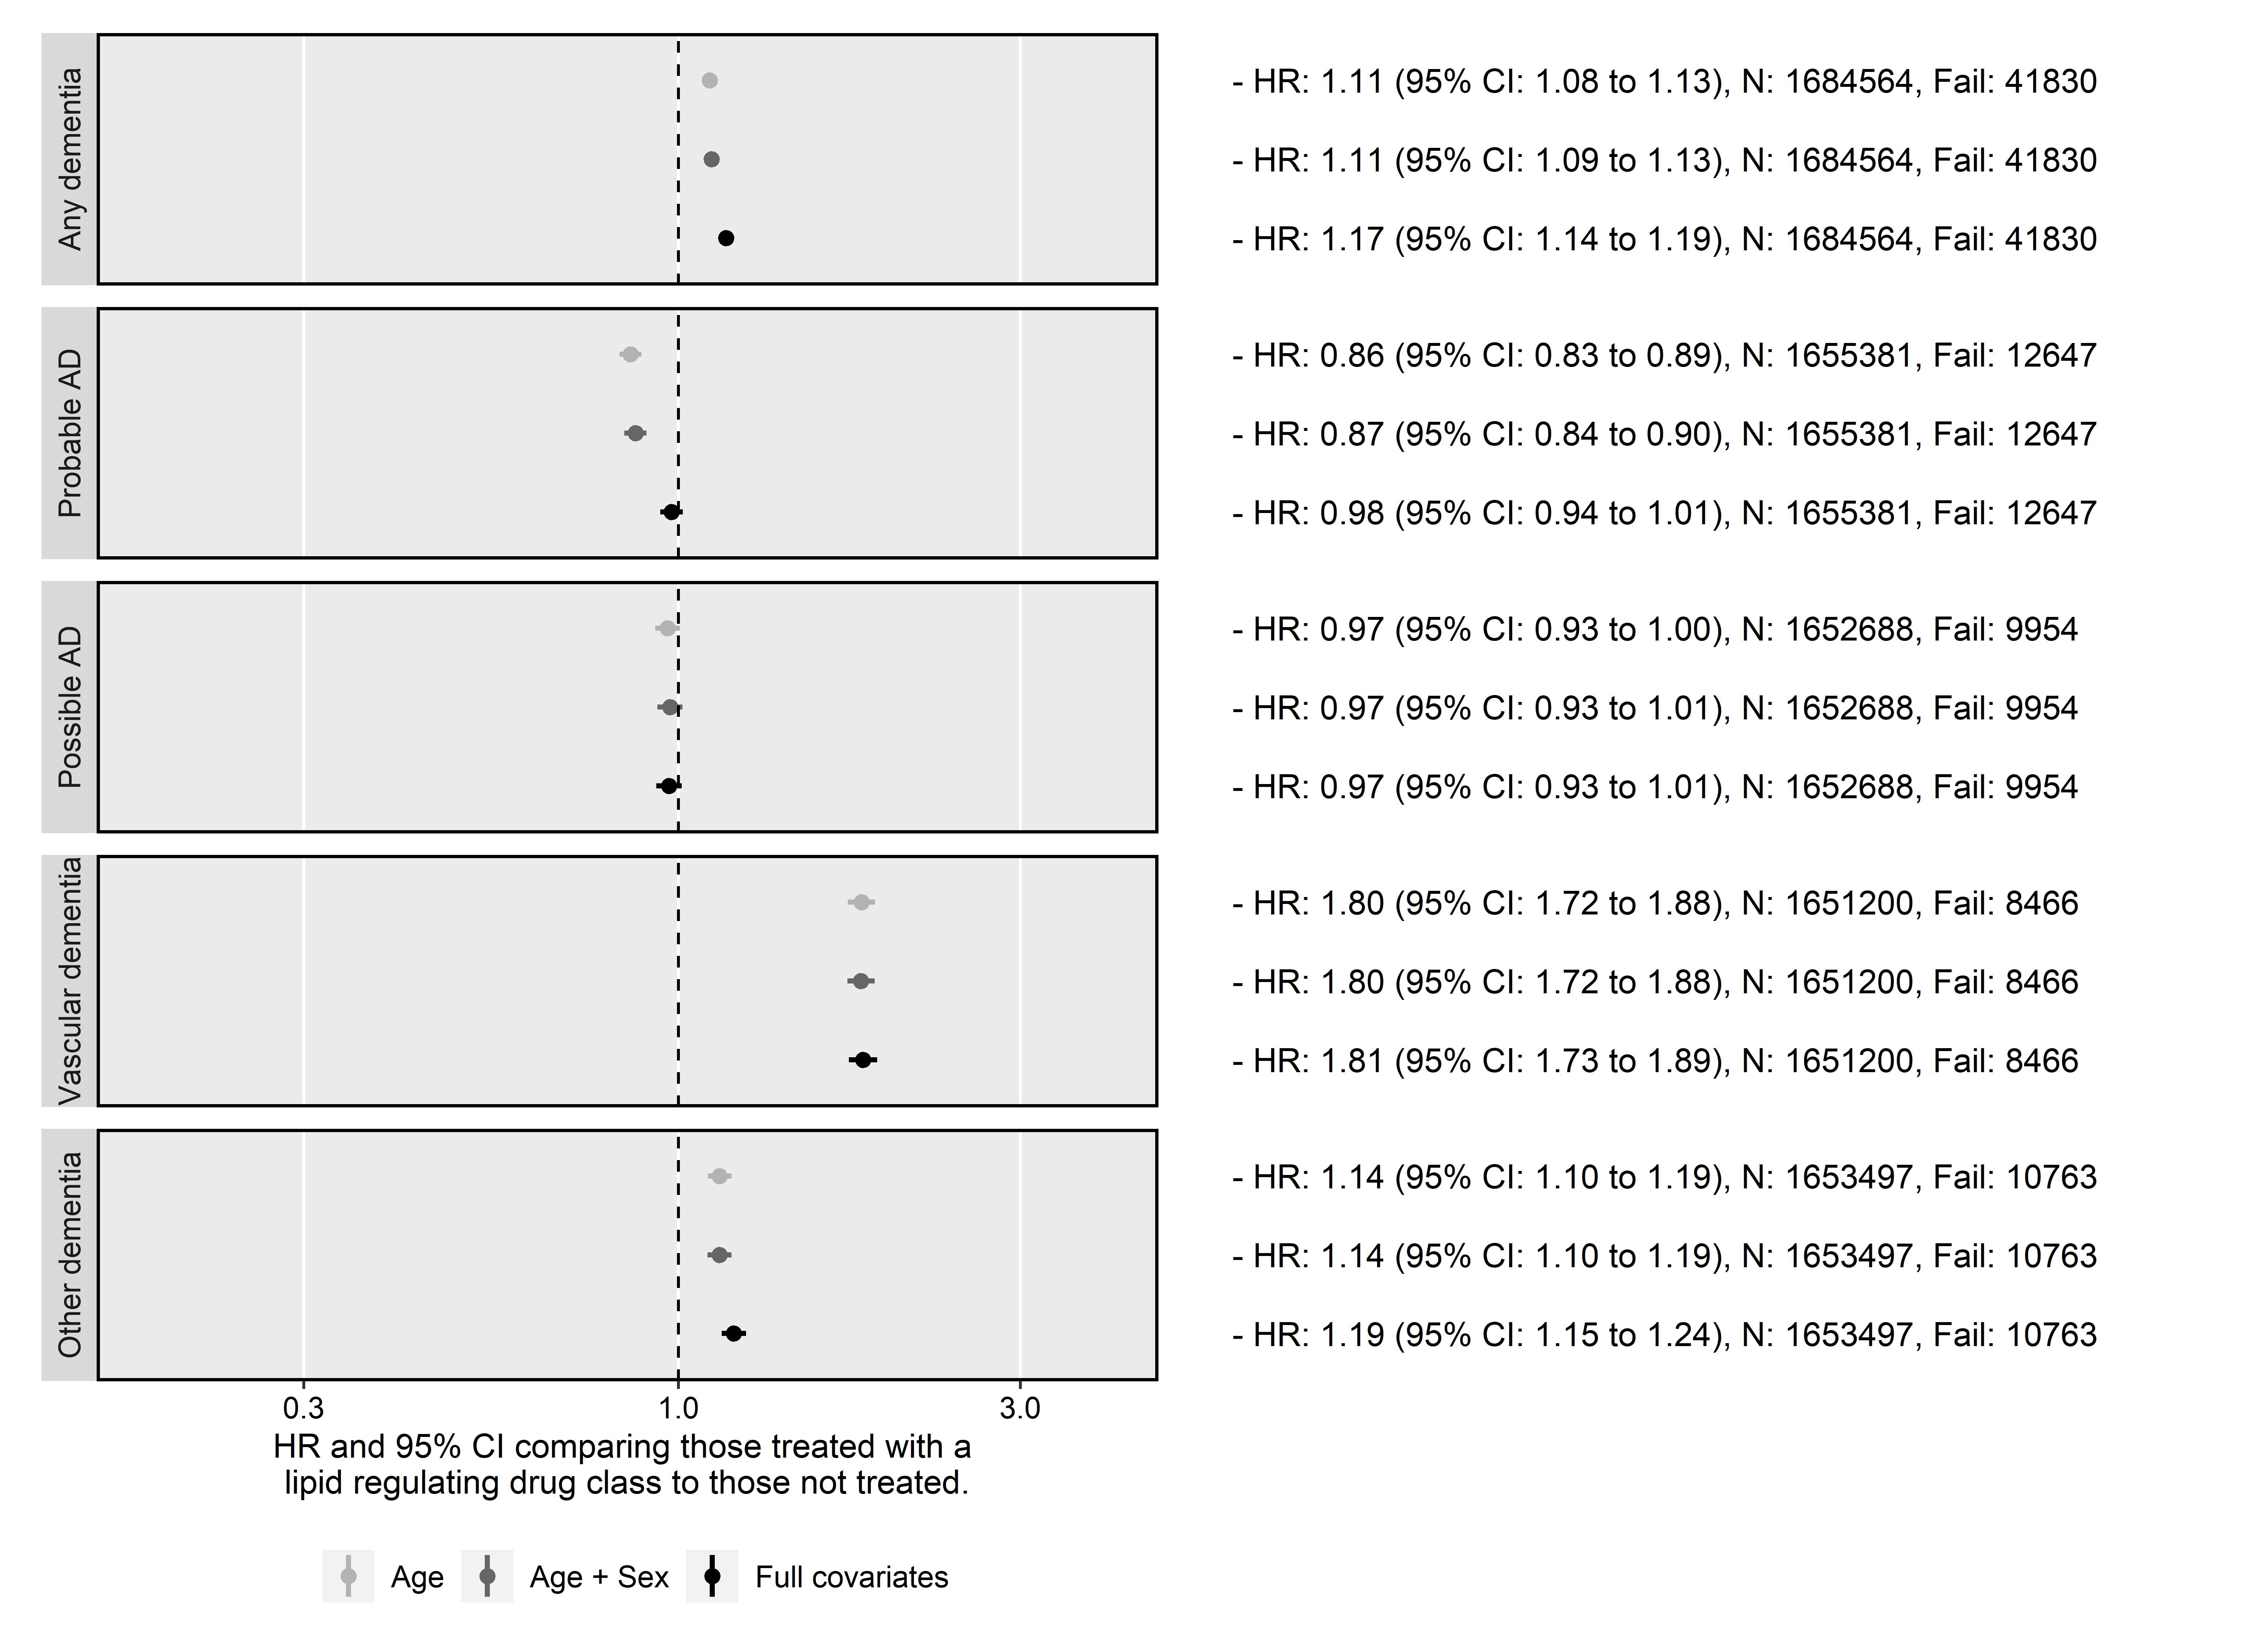 Any dementia
- HR: 1.11 (95% CI: 1.08 to 1.13), N: 1684564, Fail: 41830
- HR: 1.11 (95% CI: 1.09 to 1.13), N: 1684564, Fail: 41830
- HR: 1.17 (95% CI: 1.14 to 1.19), N: 1684564, Fail: 41830
Probable AD
- HR: 0.86 (95% CI: 0.83 to 0.89), N: 1655381, Fail: 12647
- HR: 0.87 (95% CI: 0.84 to 0.90), N: 1655381, Fail: 12647
- HR: 0.98 (95% CI: 0.94 to 1.01), N: 1655381, Fail: 12647
Possible AD
- HR: 0.97 (95% CI: 0.93 to 1.00), N: 1652688, Fail: 9954
- HR: 0.97 (95% CI: 0.93 to 1.01), N: 1652688, Fail: 9954
- HR: 0.97 (95% CI: 0.93 to 1.01), N: 1652688, Fail: 9954
Vascular dementia
- HR: 1.80 (95% CI: 1.72 to 1.88), N: 1651200, Fail: 8466
- HR: 1.80 (95% CI: 1.72 to 1.88), N: 1651200, Fail: 8466
- HR: 1.81 (95% CI: 1.73 to 1.89), N: 1651200, Fail: 8466
Other dementia
- HR: 1.14 (95% CI: 1.10 to 1.19), N: 1653497, Fail: 10763
- HR: 1.14 (95% CI: 1.10 to 1.19), N: 1653497, Fail: 10763
- HR: 1.19 (95% CI: 1.15 to 1.24), N: 1653497, Fail: 10763
0.3 1.0 3.0
HR and 95% CI comparing those treated with a
lipid regulating drug class to those not treated.
Age Age + Sex Full covariates